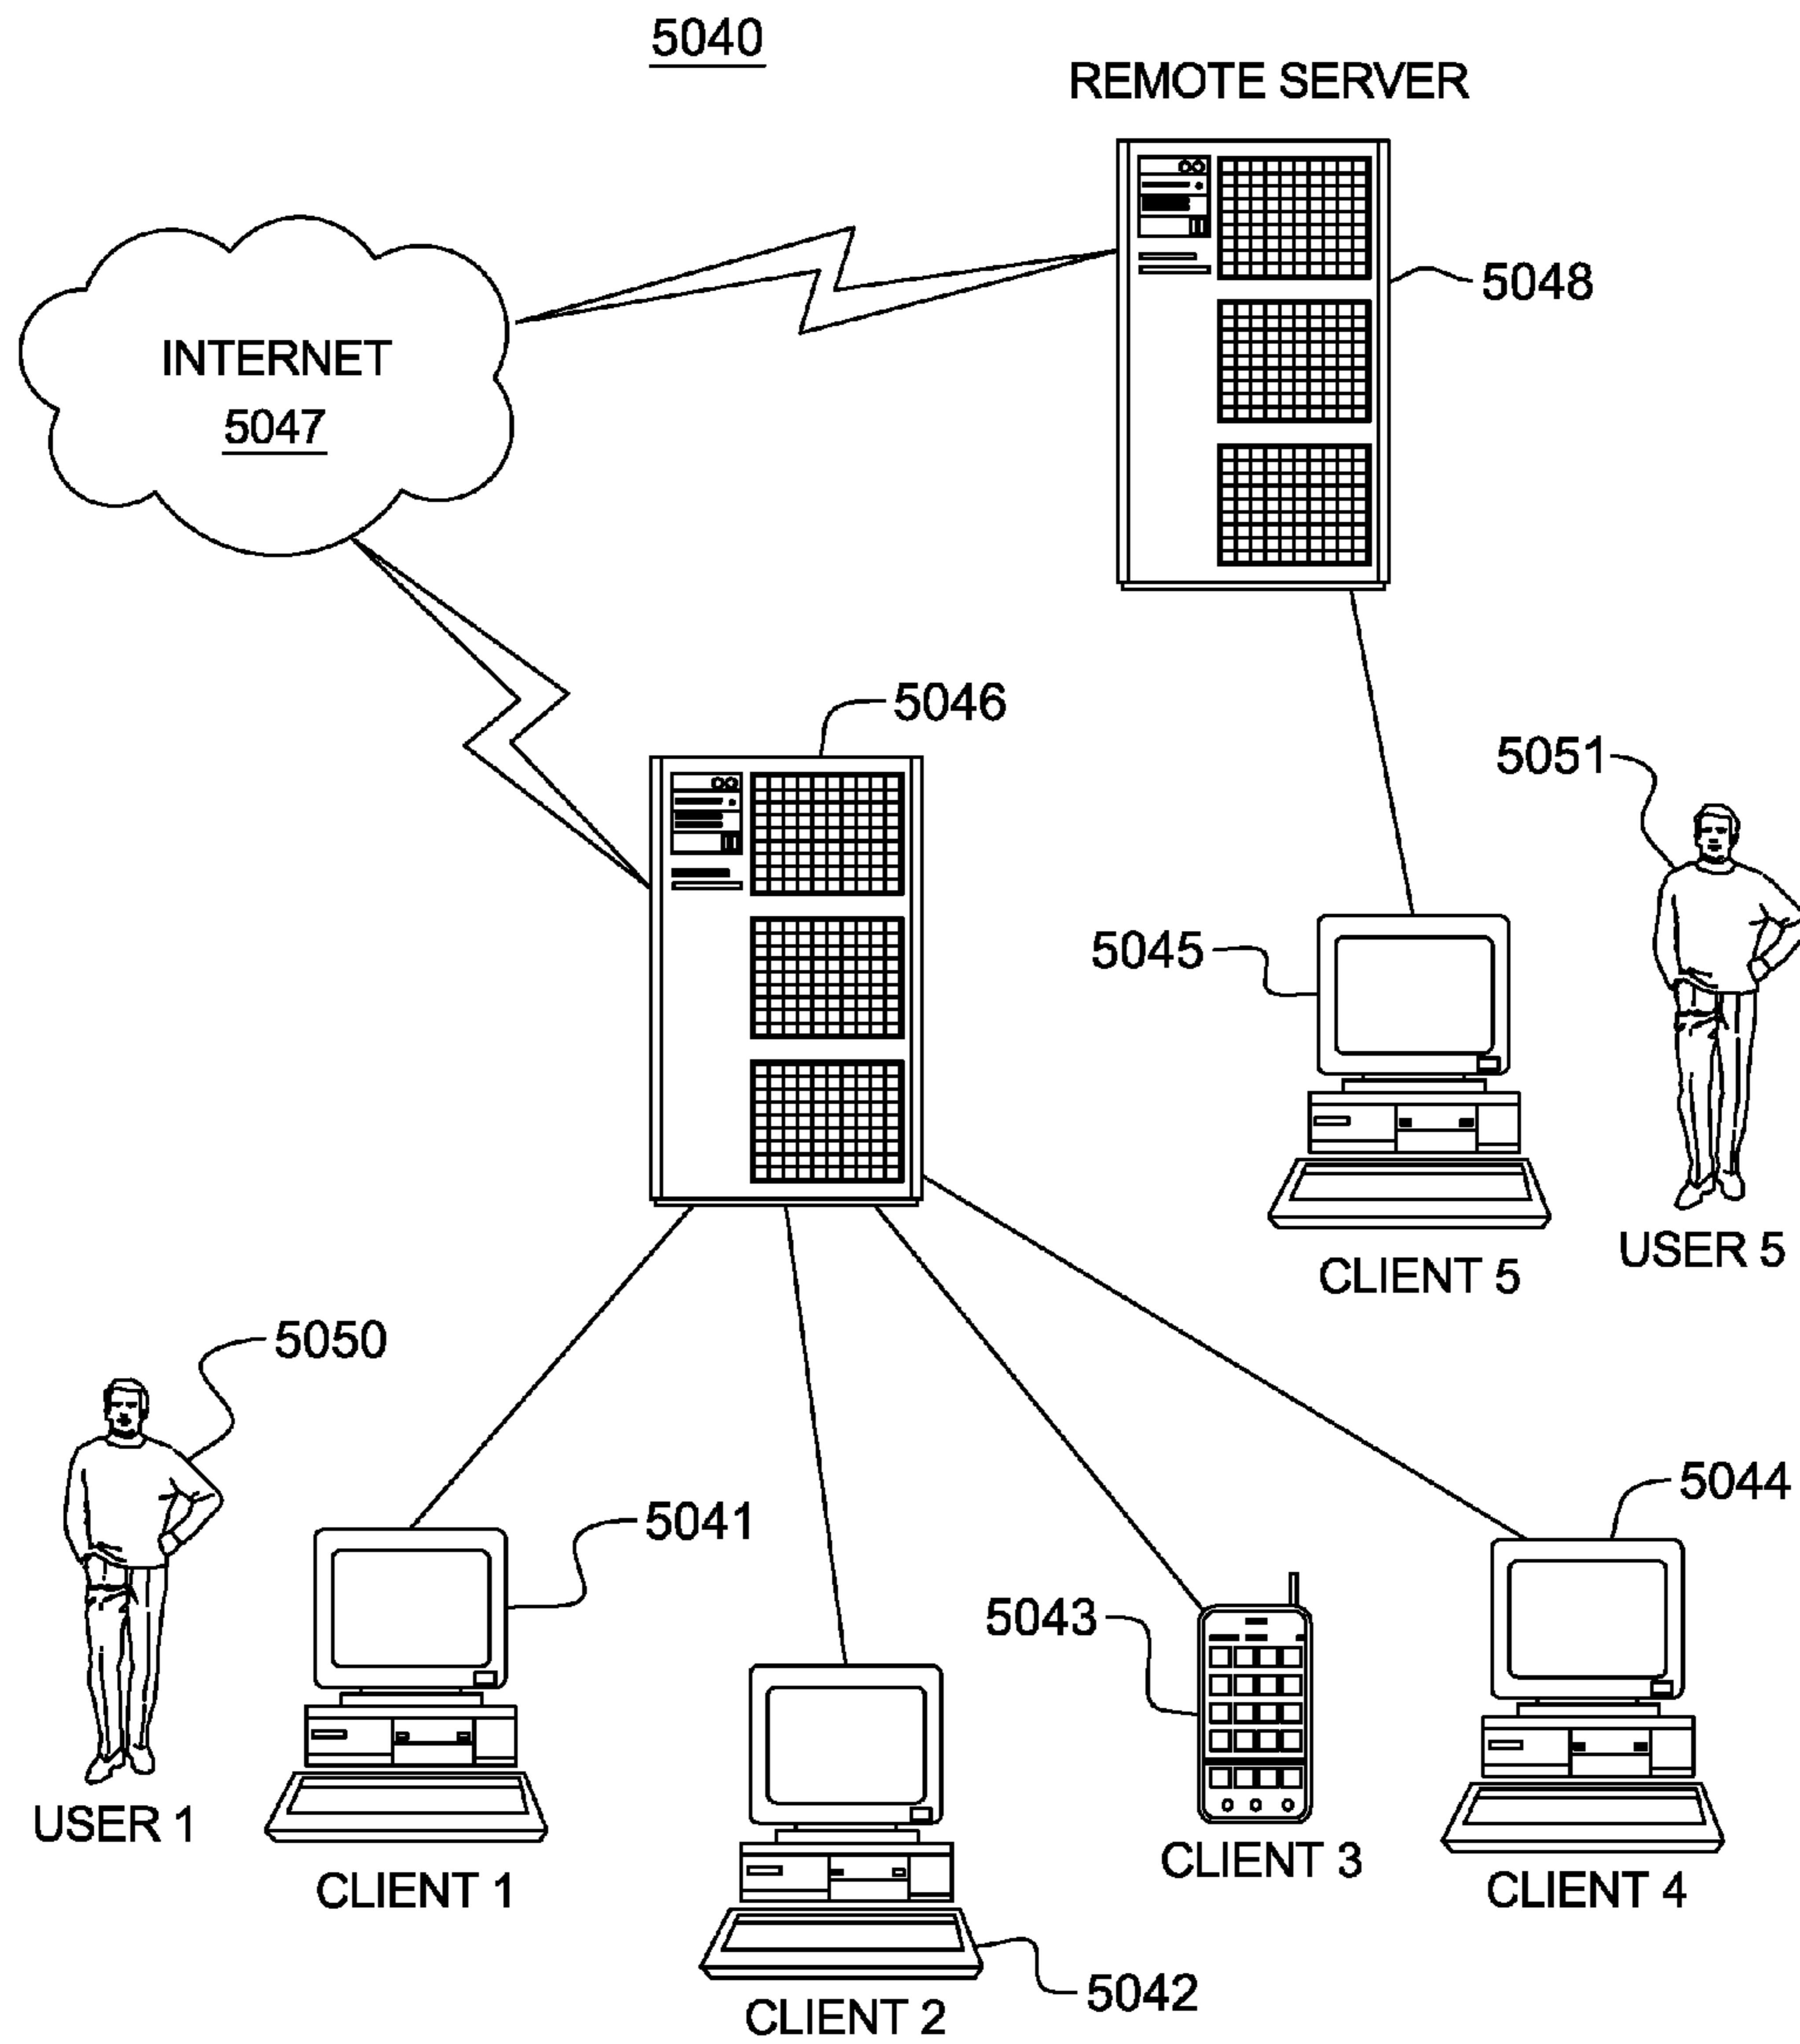 5040
REMOTE SERVER
5048
INTERNET
5047
5046
5051
5045
USER 5
CLIENT 5
5050
5044
5041
5043
USER 1
CLIENT 3
CLIENT 1
CLIENT 4
5042
CLIENT 2